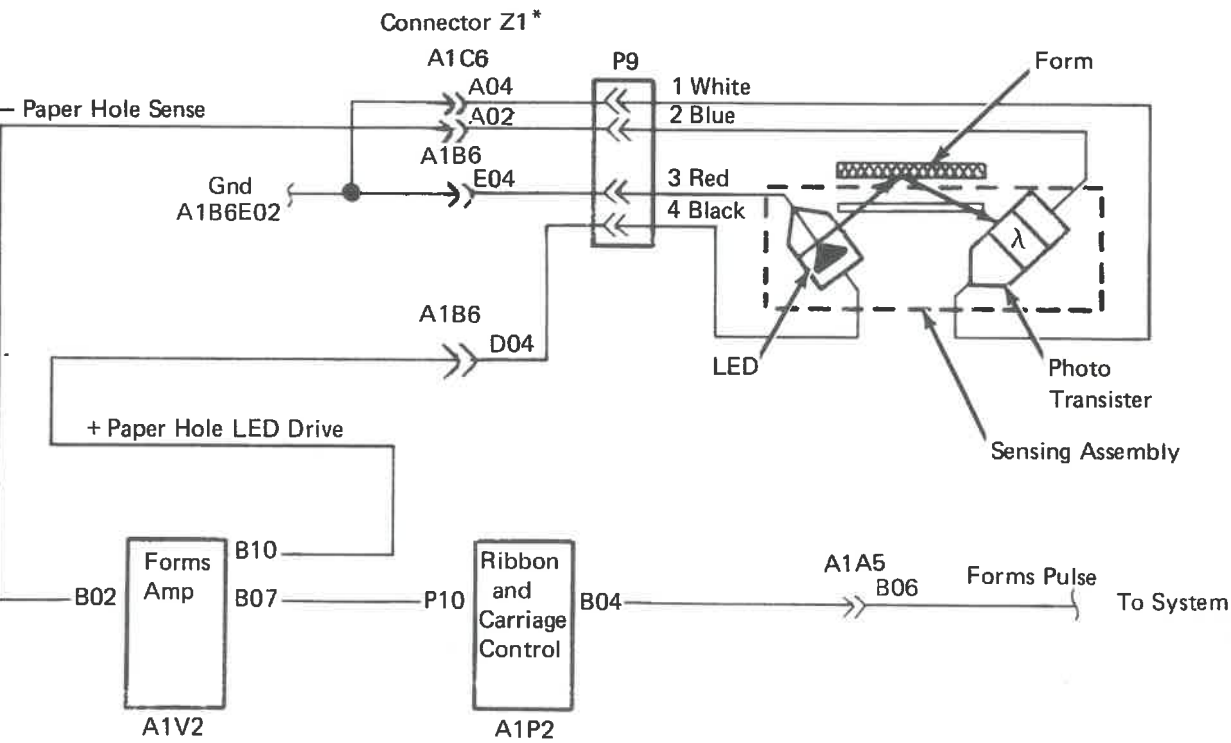 Connector Z1*
A1C6
P9
Form
A04
1 White
– Paper Hole Sense
A02
2 Blue
A1B6
Gnd
A1B6E02
E04
3 Red
4 Black
λ
A1B6
D04
LED
Photo
Transister
+ Paper Hole LED Drive
Sensing Assembly
Forms
Amp
B10
B02
B07
P10
Ribbon
and
Carriage
Control
B04
A1A5
B06
Forms Pulse
To System
A1V2
A1P2